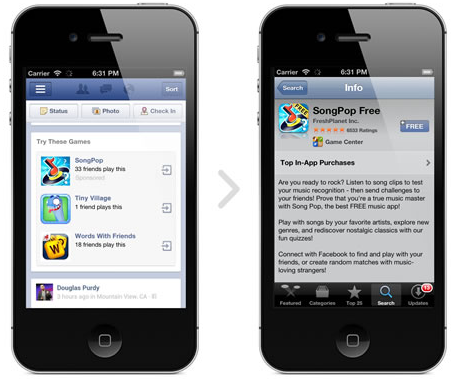 Carrier 6:31 PM
Sort
Status Photo Check In
Try These Games
SongPop
33 friends play this
Sponsored
Tiny Village
1 friend plays this
Words With Friends
18 friends play this
Douglas Purdy
3 hours ago in Mountain View, CA
Carrier 6:31 PM
Search Info
FREE
SongPop Free
FreshPlanet Inc.
8533 Ratings
FREE
Game Center
Top In-App Purchases
Are you ready to rock? Listen to song clips to test
your music recognition - then send challenges to
your friends! Prove that you're a true music master
with Song Pop, the best FREE music app!
Play with songs by your favorite artists, explore new
genres, and rediscover nostalgic classics with our
fun quizzes!
Connect with Facebook to find and play with your
friends, or create random matches with music-
loving strangers!
13
Featured Categories Top 25 Search Updates